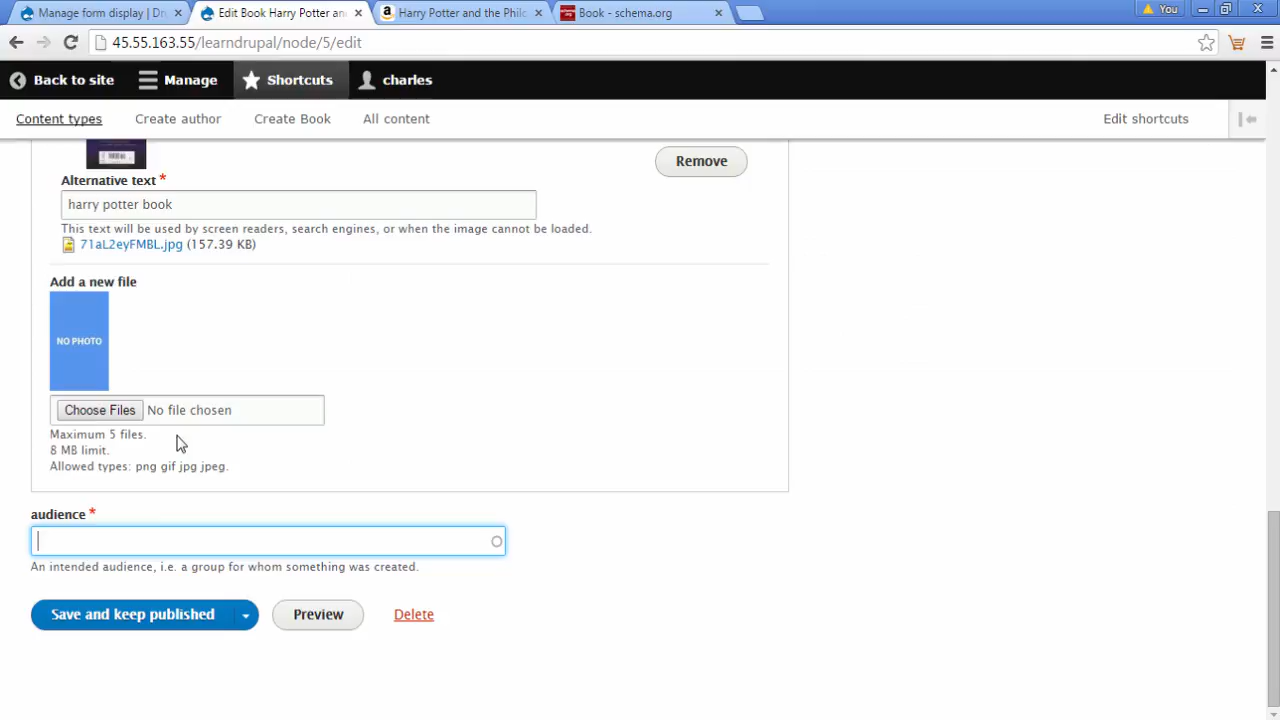 Manage form display | Dru
Edit Book Harry Potter an
Harry Potter and the Philo
Book - schema.org
You
45.55.163.55/learndrupal/node/5/edit
Back to site
Manage
Shortcuts
charles
Content types
Create author
Create Book
All content
Edit shortcuts
Remove
Alternative text *
harry potter book
This text will be used by screen readers, search engines, or when the image cannot be loaded.
71aL2eyFMBL.jpg (157.39 KB)
Add a new file
NO PHOTO
Choose Files No file chosen
Maximum 5 files.
8 MB limit.
Allowed types: png gif jpg jpeg.
audience *
An intended audience, i.e. a group for whom something was created.
Save and keep published
Preview
Delete